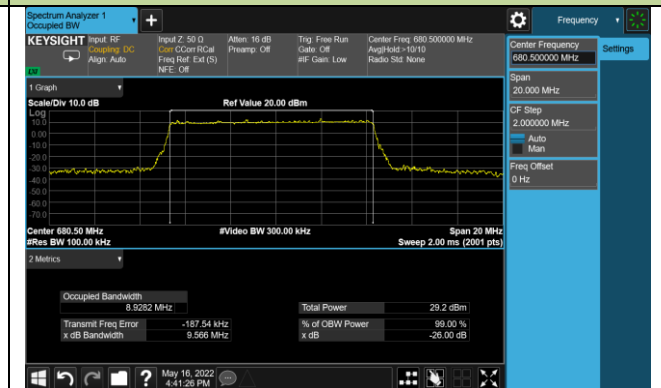 Spectrum Analyzer 1
Occupied BW
+
Frequency
KEYSIGHT
Input: RF
Coupling: DC
Align: Auto
Input Z: 50 Ω
Corr CCorr RCal
Freq Ref: Ext (S)
NFE: Off
Atten: 16 dB
Preamp: Off
Trig: Free Run
Gate: Off
#IF Gain: Low
Center Freq: 680.500000 MHz
Avg|Hold:>10/10
Radio Std: None
LW
Center Frequency
680.500000 MHz
Settings
Span
20.000 MHz
CF Step
2.000000 MHz
Auto
Man
Freq Offset
0 Hz
1 Graph
Scale/Div 10.0 dB
Ref Value 20.00 dBm
Log
10.0
0.00
-10.0
-20.0
-30.0
-40.0
-50.0
-60.0
-70.0
Center 680.50 MHz
#Video BW 300.00 kHz
Span 20 MHz
#Res BW 100.00 kHz
Sweep 2.00 ms (2001 pts)
2 Metrics
Occupied Bandwidth
8.9282 MHz
Total Power 29.2 dBm
Transmit Freq Error -187.54 kHz
% of OBW Power 99.00 %
x dB Bandwidth 9.566 MHz
x dB -26.00 dB
?
May 16, 2022
4:41:26 PM